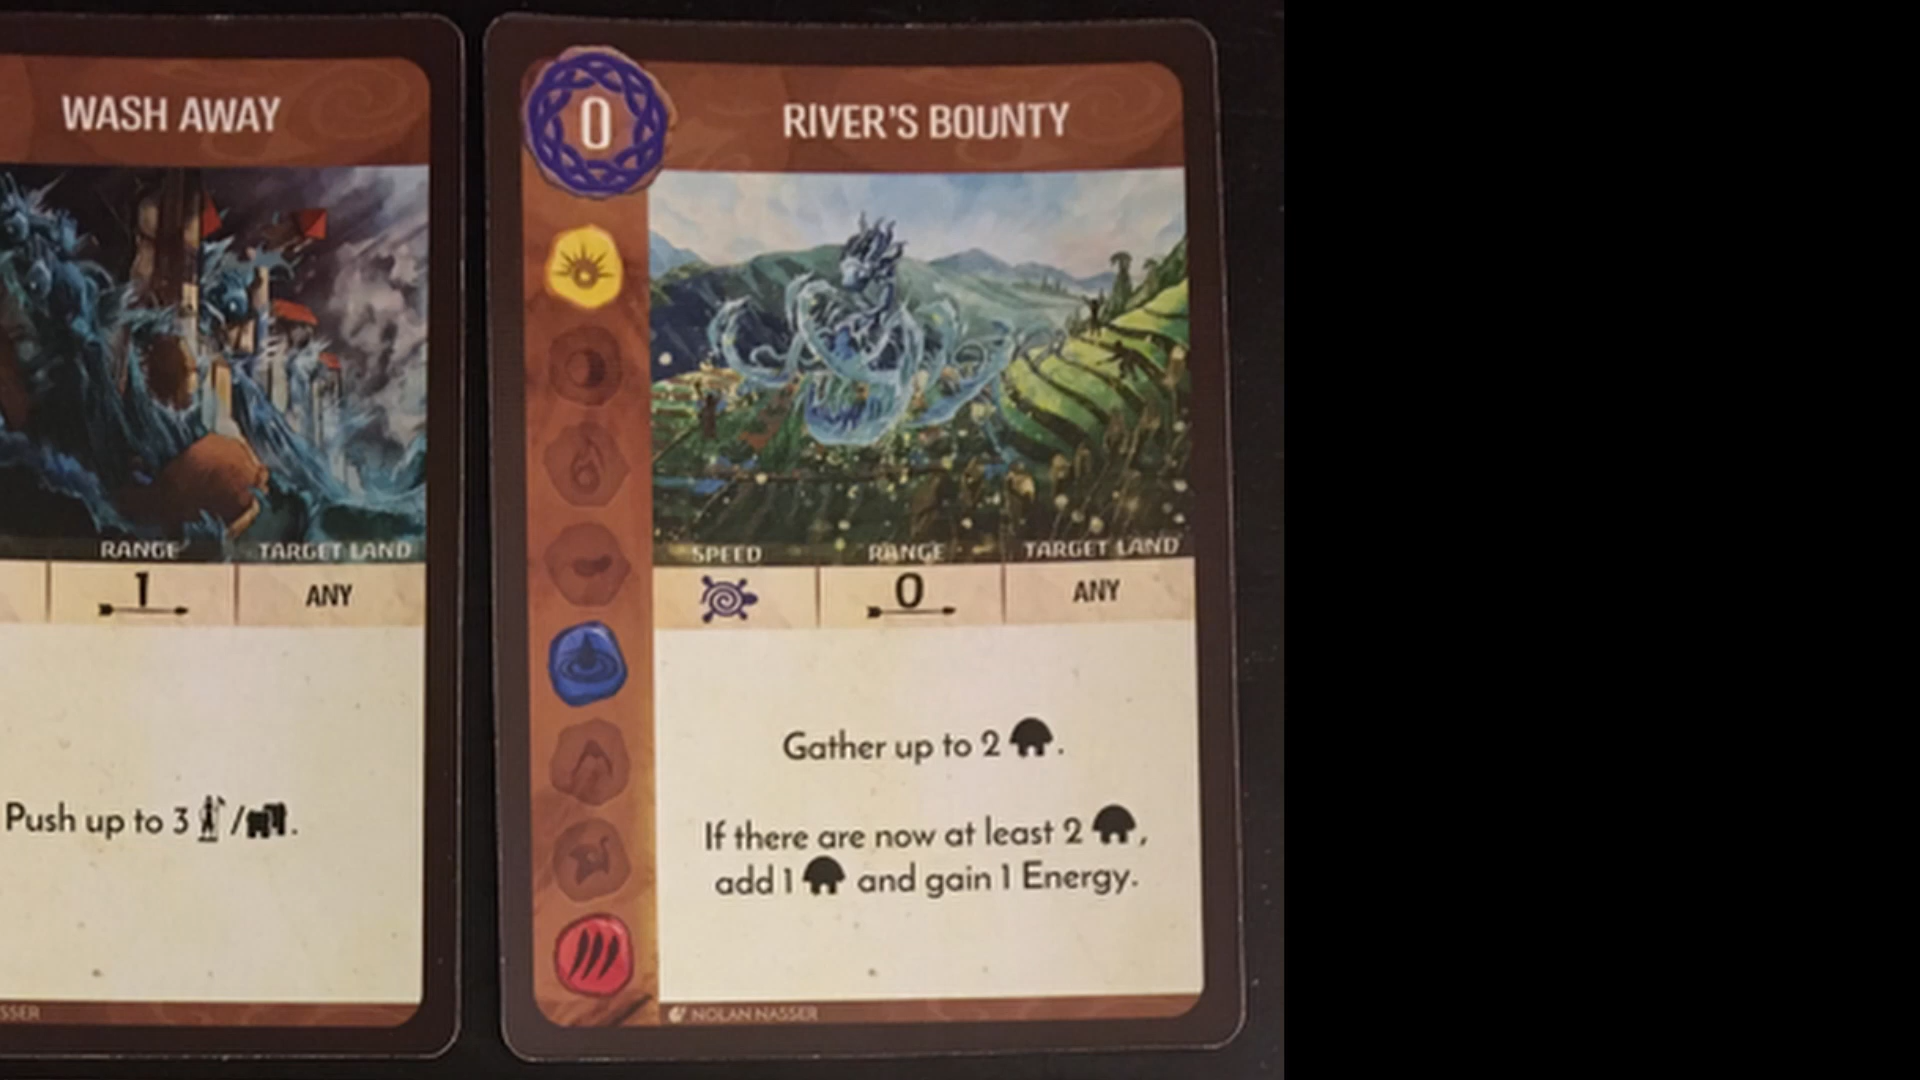 WASH AWAY
RANGE TARGET LAND
1 ANY
Push up to 3 / .
SSER
0 RIVER'S BOUNTY
SPEED RANGE TARGET LAND
0 ANY
Gather up to 2 .
If there are now at least 2 ,
add 1 and gain 1 Energy.
NOLAN NASSER